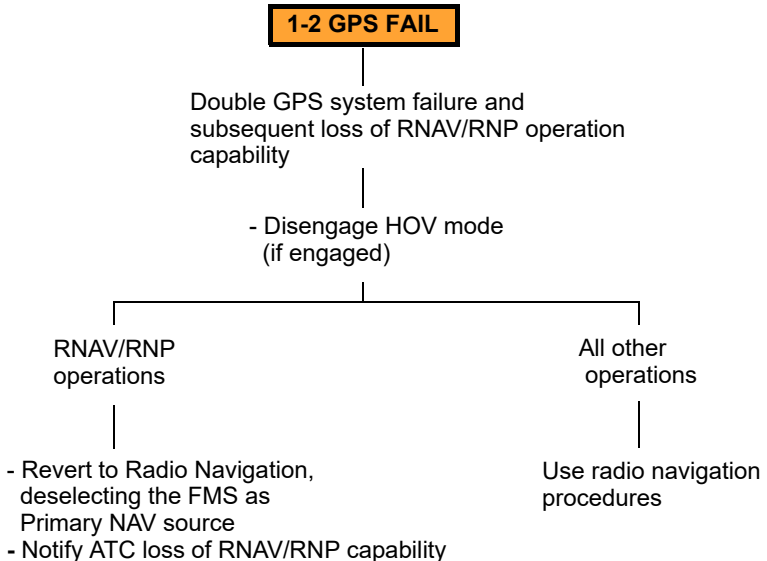 1-2 GPS FAIL
Double GPS system failure and
subsequent loss of RNAV/RNP operation
capability
- Disengage HOV mode
(if engaged)
RNAV/RNP
operations
- Revert to Radio Navigation,
deselecting the FMS as
Primary NAV source
- Notify ATC loss of RNAV/RNP capability
All other
operations
Use radio navigation
procedures